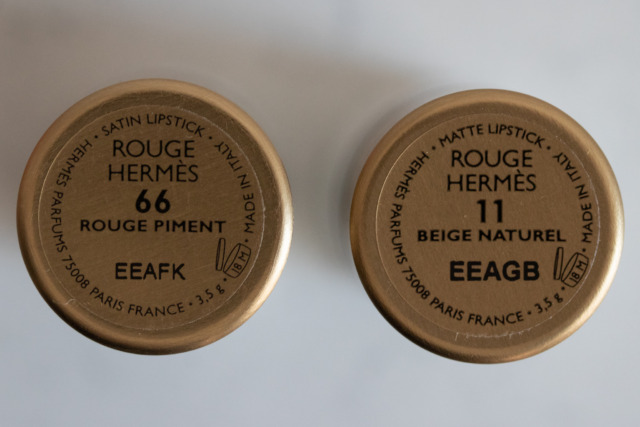 • SATIN LIPSTICK •
ROUGE
HERMÈS
66
ROUGE PIMENT
EEAFK
18 M
HERMÈS PARFUMS 75008 PARIS FRANCE • 3,5 g • MADE IN ITALY
• MATTE LIPSTICK •
ROUGE
HERMÈS
11
BEIGE NATUREL
EEAGB
18 M
HERMÈS PARFUMS 75008 PARIS FRANCE • 3,5 g • MADE IN ITALY